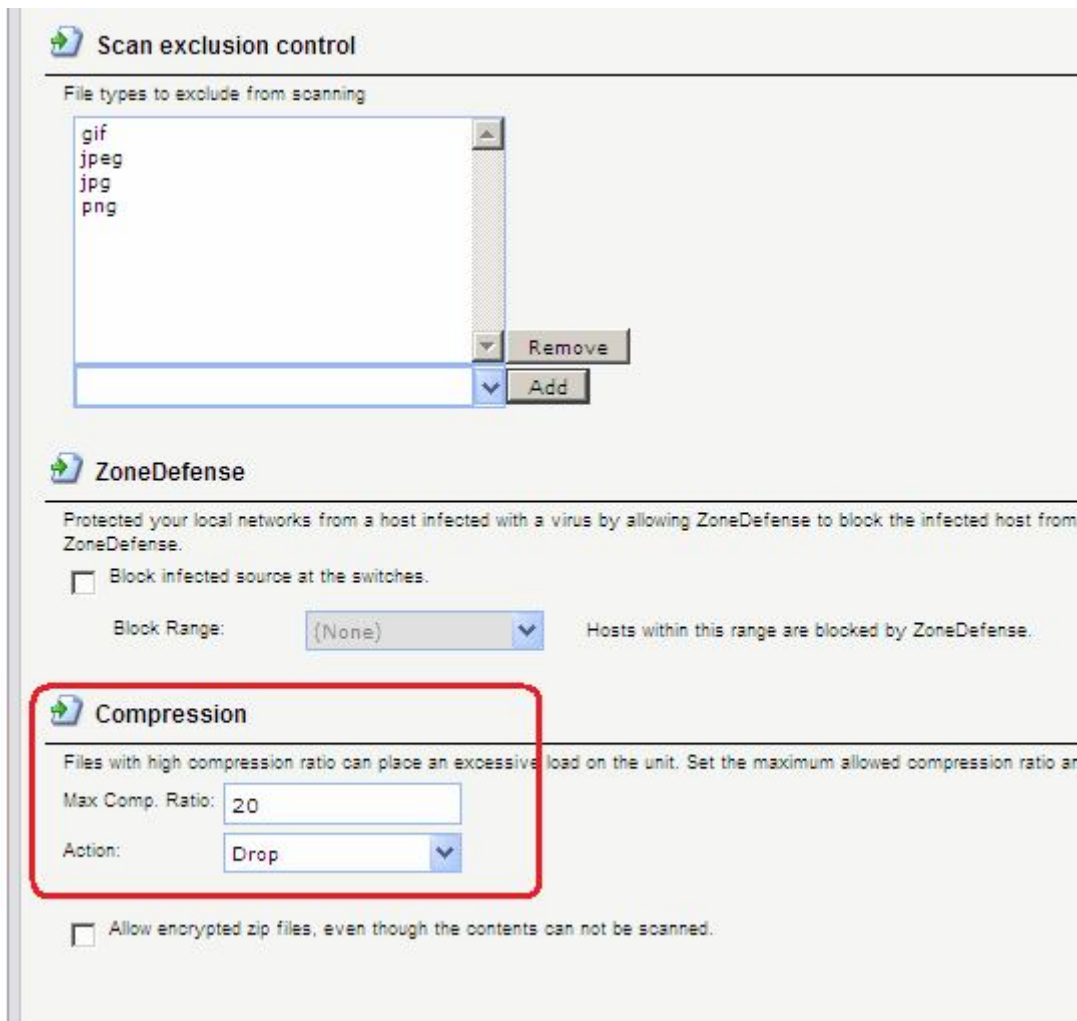 Scan exclusion control
File types to exclude from scanning
gif
jpeg
jpg
png
Remove
Add
ZoneDefense
Protected your local networks from a host infected with a virus by allowing ZoneDefense to block the infected host from
ZoneDefense.
Block infected source at the switches.
Block Range: (None) Hosts within this range are blocked by ZoneDefense.
Compression
Files with high compression ratio can place an excessive load on the unit. Set the maximum allowed compression ratio
Max Comp. Ratio: 20
Action: Drop
Allow encrypted zip files, even though the contents can not be scanned.